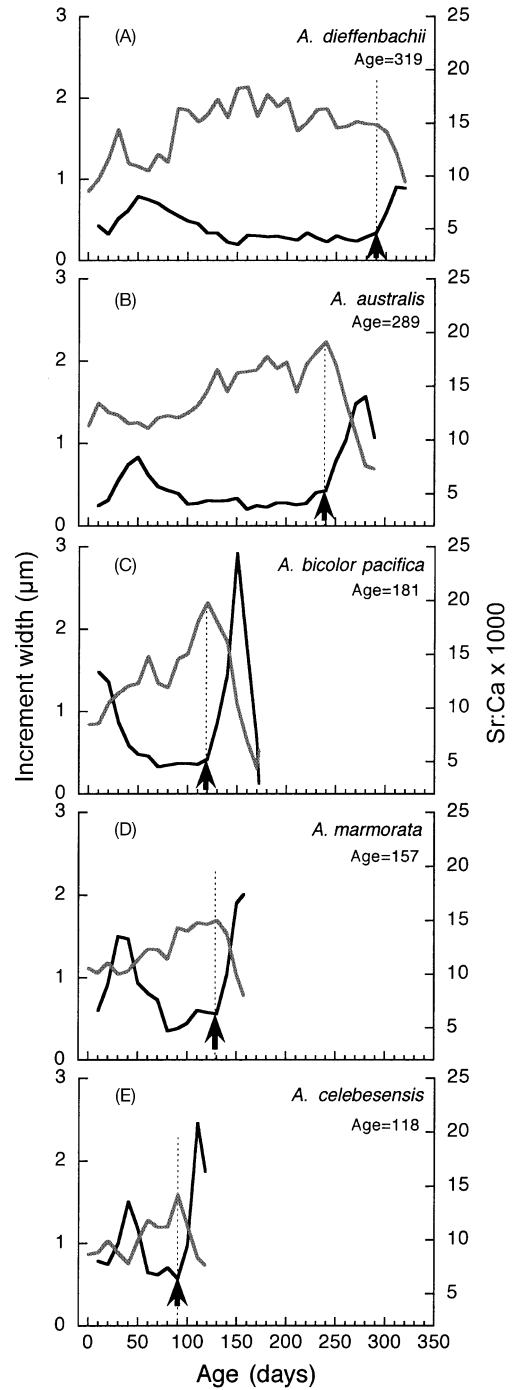 3
25
(A)
A. dieffenbachii
Age=319
20
2
15
10
1
5
0
3
25
(B)
A. australis
Age=289
20
2
15
10
1
5
0
3
25
(C)
A. bicolor pacifica
Age=181
20
2
15
10
1
5
0
3
25
(D)
A. marmorata
Age=157
20
2
15
10
1
5
0
3
25
(E)
A. celebesensis
Age=118
20
2
15
10
1
5
0
0 50 100 150 200 250 300 350
Age (days)
Increment width (µm)
Sr:Ca x 1000